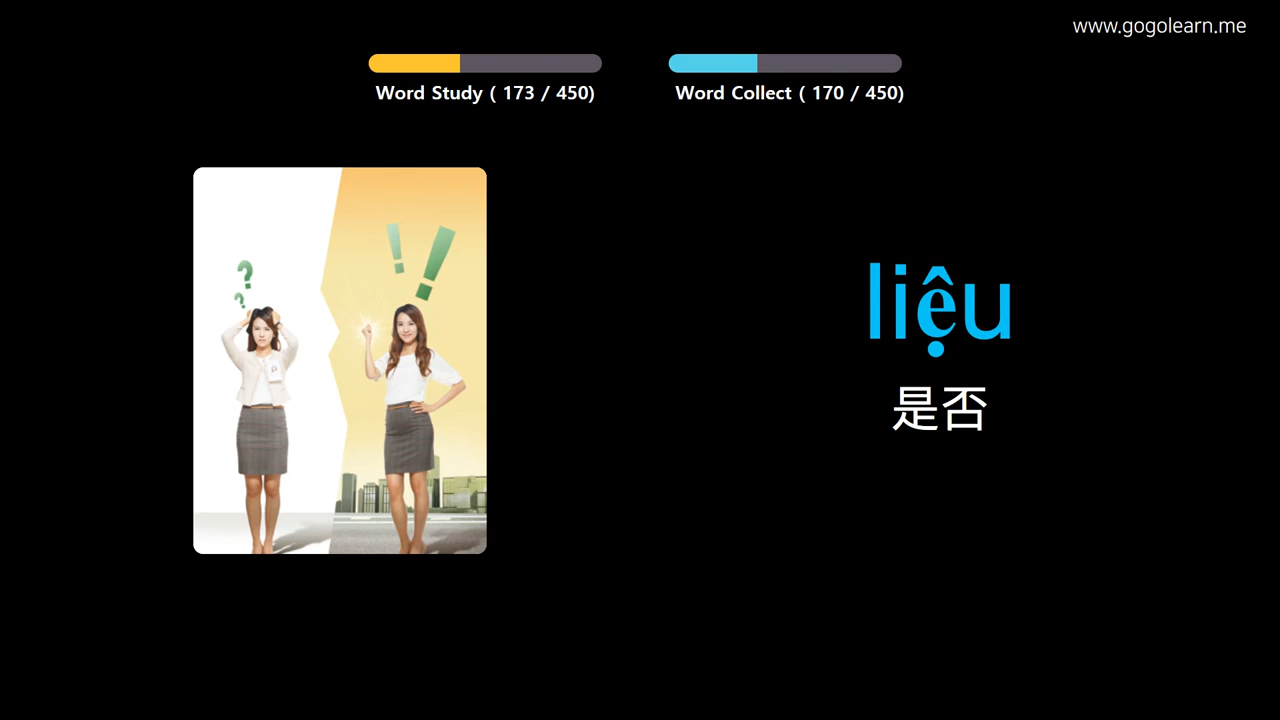 www.gogolearn.me
Word Study ( 173 / 450)
Word Collect ( 170 / 450)
? ?
! !
liệu
是否